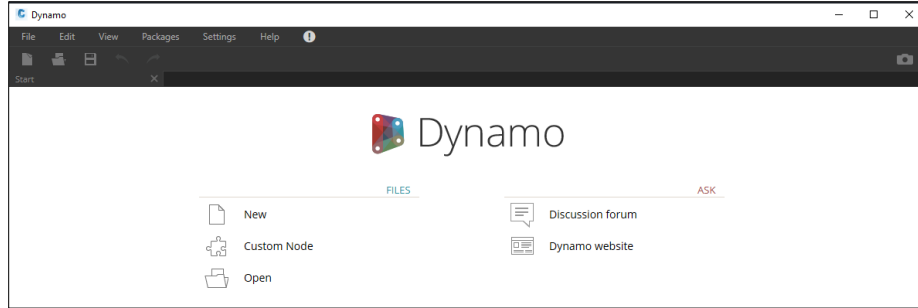 Dynamo
File Edit View Packages Settings Help
Start
Dynamo
FILES
New
Custom Node
Open
ASK
Discussion forum
Dynamo website